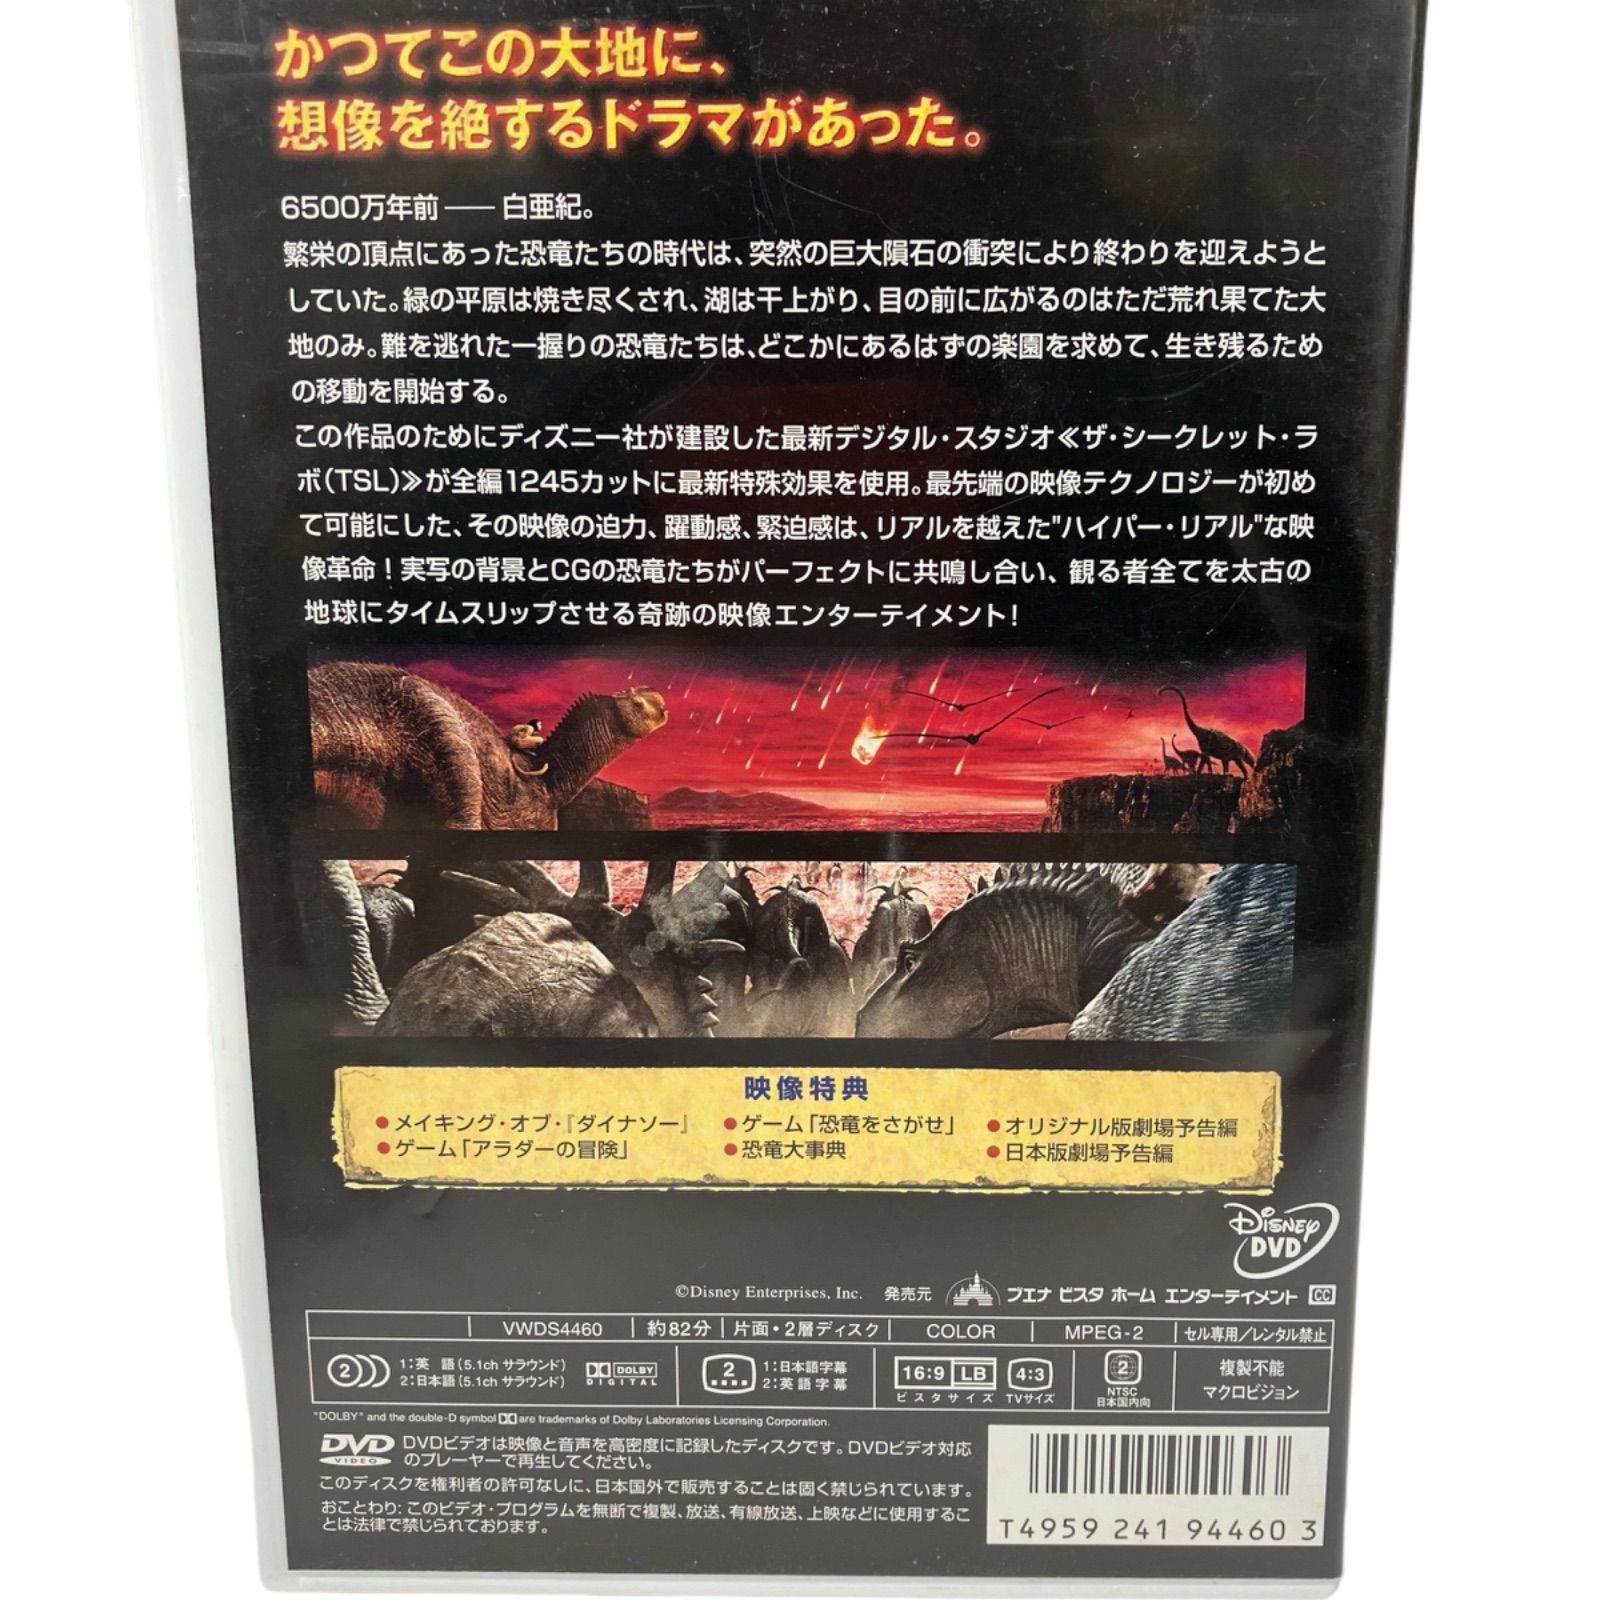 かつてこの大地に、
想像を絶するドラマがあった。
6500万年前 —— 白亜紀。
繁栄の頂点にあった恐竜たちの時代は、突然の巨大隕石の衝突により終わりを迎えようと
していた。緑の平原は焼き尽くされ、湖は干上がり、目の前に広がるのはただ荒れ果てた大
地のみ。難を逃れた一握りの恐竜たちは、どこかにあるはずの楽園を求めて、生き残るため
の移動を開始する。
この作品のためにディズニー社が建設した最新デジタル・スタジオ≪ザ・シークレット・ラ
ボ(TSL)≫が全編1245カットに最新特殊効果を使用。最先端の映像テクノロジーが初め
て可能にした、その映像の迫力、躍動感、緊迫感は、リアルを越えた"ハイパー・リアル"な映
像革命！実写の背景とCGの恐竜たちがパーフェクトに共鳴し合い、観る者全てを太古の
地球にタイムスリップさせる奇跡の映像エンターテイメント！
映像特典
●メイキング・オブ・『ダイナソー』 ●ゲーム「恐竜をさがせ」 ●オリジナル版劇場予告編
●ゲーム「アラダーの冒険」 ●恐竜大事典 ●日本版劇場予告編
Disney
DVD
©Disney Enterprises, Inc. 発売元 ブエナ ビスタ ホーム エンターテイメント CC
VWDS4460 約82分 片面・2層ディスク COLOR MPEG-2 セル専用／レンタル禁止
2 1:英 語(5.1ch サラウンド) DOLBY 2 1:日本語字幕 16:9 LB 4:3 2 複製不能
2:日本語(5.1ch サラウンド) DIGITAL 2:英語字幕 ビスタサイズ TVサイズ NTSC 日本国内向 マクロビジョン
"DOLBY" and the double-D symbol are trademarks of Dolby Laboratories Licensing Corporation.
DVD VIDEO DVDビデオは映像と音声を高密度に記録したディスクです。DVDビデオ対応
のプレーヤーで再生してください。
このディスクを権利者の許可なしに、日本国外で販売することは固く禁じられています。
おことわり：このビデオ・プログラムを無断で複製、放送、有線放送、上映などに使用するこ
とは法律で禁じられております。
T4959 241 94460 3